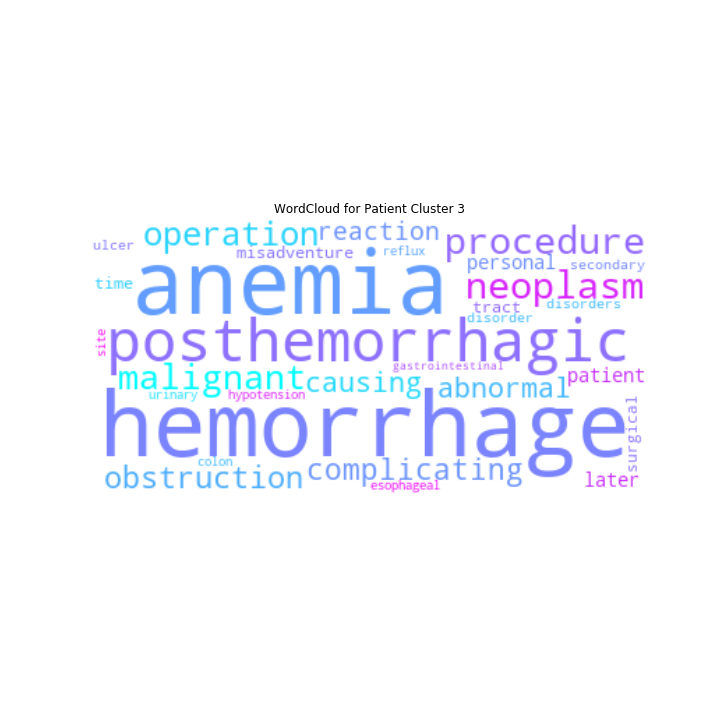 WordCloud for Patient Cluster 3
operation
reaction
procedure
ulcer
misadventure
reflux
personal
secondary
time
anemia
neoplasm
tract
disorders
disorder
site
posthemorrhagic
gastrointestinal
malignant
causing
abnormal
patient
urinary
hypotension
hemorrhage
surgical
colon
obstruction
complicating
esophageal
later